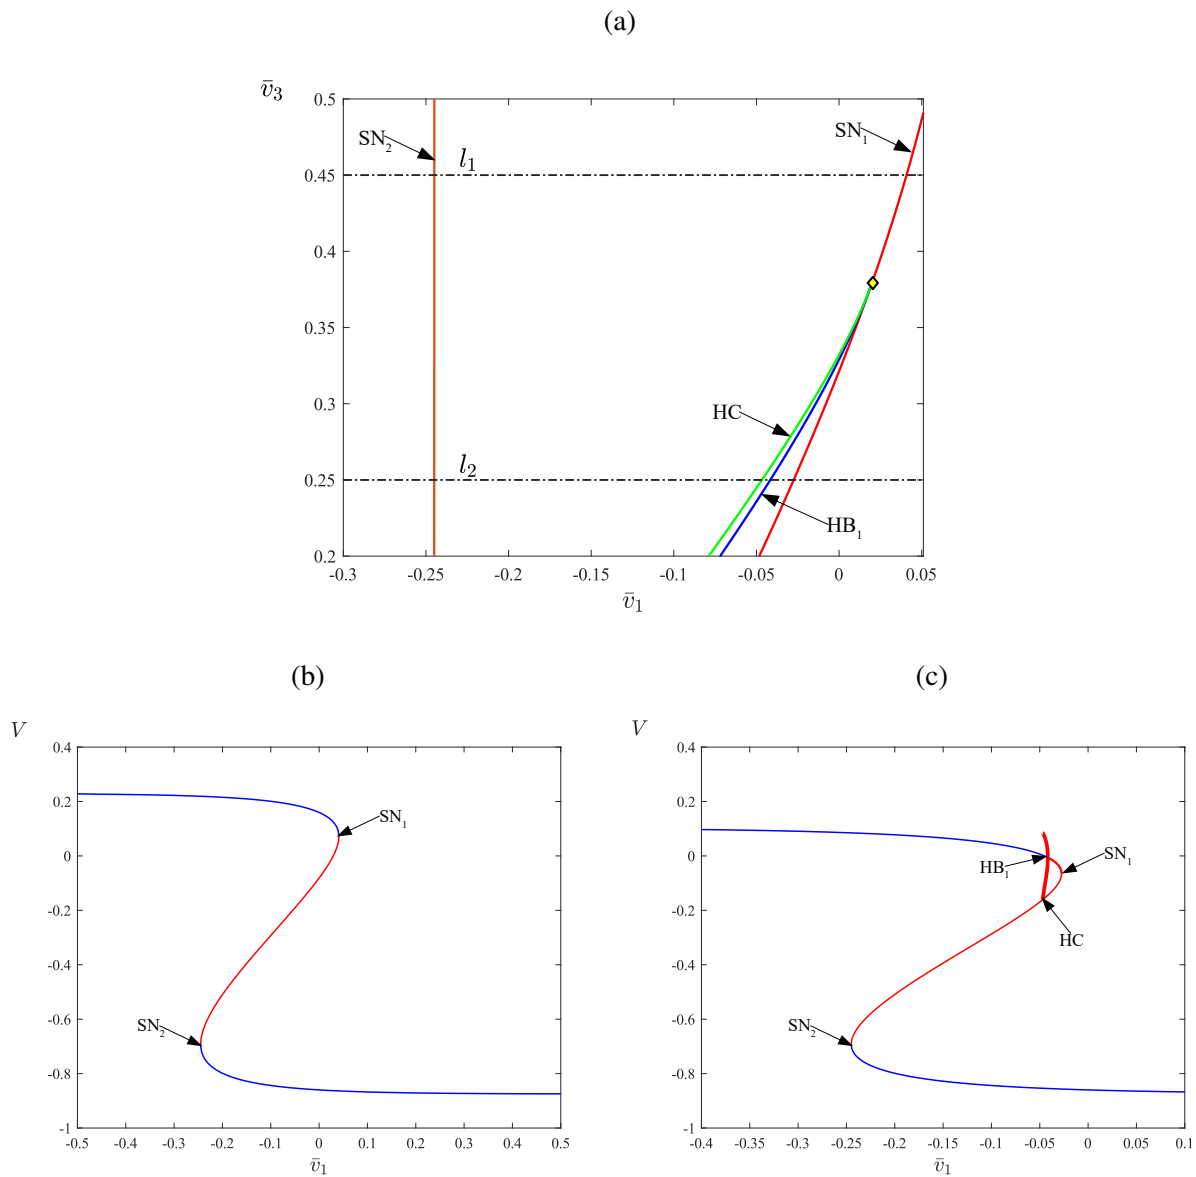 (a)
v̄₃
0.5
SN₂
SN₁
l₁
0.45
0.4
0.35
0.3
HC
l₂
0.25
HB₁
0.2
-0.3 -0.25 -0.2 -0.15 -0.1 -0.05 0 0.05
v̄₁
(b)
V
0.4
0.2
SN₁
0
-0.2
-0.4
-0.6
SN₂
-0.8
-1
-0.5 -0.4 -0.3 -0.2 -0.1 0 0.1 0.2 0.3 0.4 0.5
v̄₁
(c)
V
0.4
0.2
0
SN₁
HB₁
-0.2
HC
-0.4
-0.6
SN₂
-0.8
-1
-0.4 -0.35 -0.3 -0.25 -0.2 -0.15 -0.1 -0.05 0 0.05 0.1
v̄₁